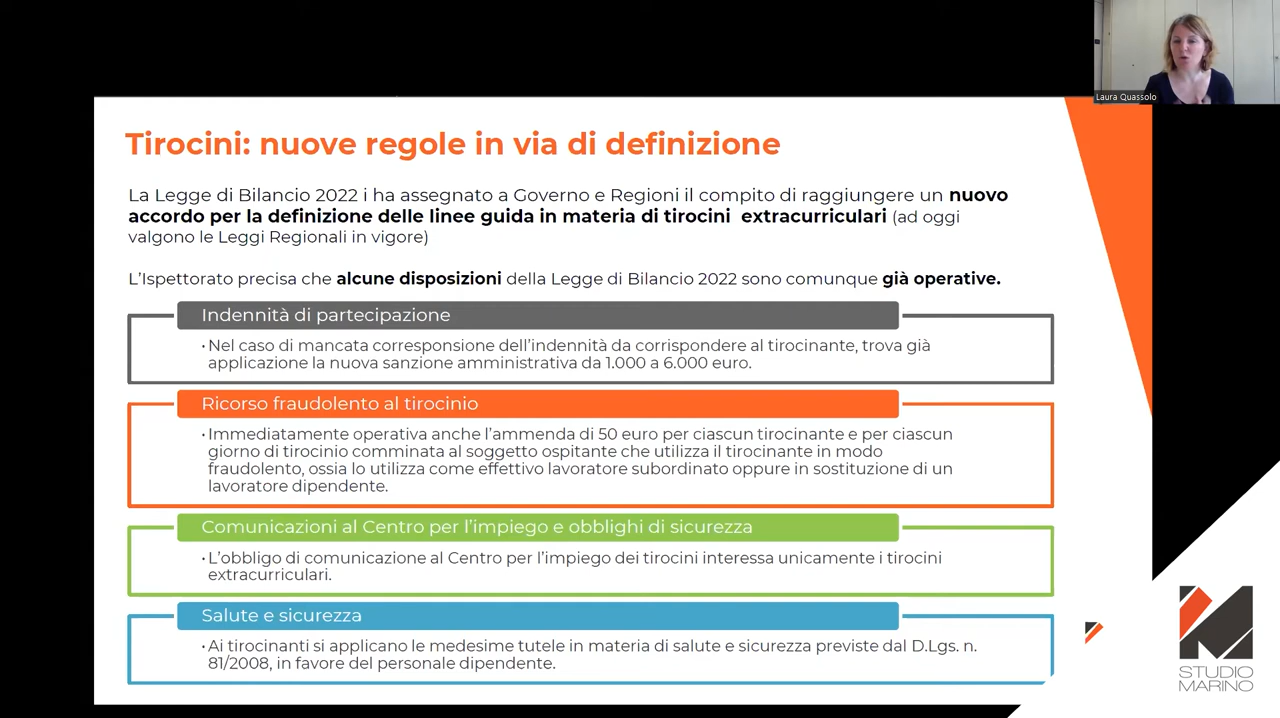 Laura Quassolo
Tirocini: nuove regole in via di definizione
La Legge di Bilancio 2022 i ha assegnato a Governo e Regioni il compito di raggiungere un nuovo
accordo per la definizione delle linee guida in materia di tirocini extracurriculari (ad oggi
valgono le Leggi Regionali in vigore)
L'Ispettorato precisa che alcune disposizioni della Legge di Bilancio 2022 sono comunque già operative.
Indennità di partecipazione
• Nel caso di mancata corresponsione dell'indennità da corrispondere al tirocinante, trova già
applicazione la nuova sanzione amministrativa da 1.000 a 6.000 euro.
Ricorso fraudolento al tirocinio
• Immediatamente operativa anche l'ammenda di 50 euro per ciascun tirocinante e per ciascun
giorno di tirocinio comminata al soggetto ospitante che utilizza il tirocinante in modo
fraudolento, ossia lo utilizza come effettivo lavoratore subordinato oppure in sostituzione di un
lavoratore dipendente.
Comunicazioni al Centro per l'impiego e obblighi di sicurezza
• L'obbligo di comunicazione al Centro per l'impiego dei tirocini interessa unicamente i tirocini
extracurriculari.
Salute e sicurezza
• Ai tirocinanti si applicano le medesime tutele in materia di salute e sicurezza previste dal D.Lgs. n.
81/2008, in favore del personale dipendente.
STUDIO
MARINO